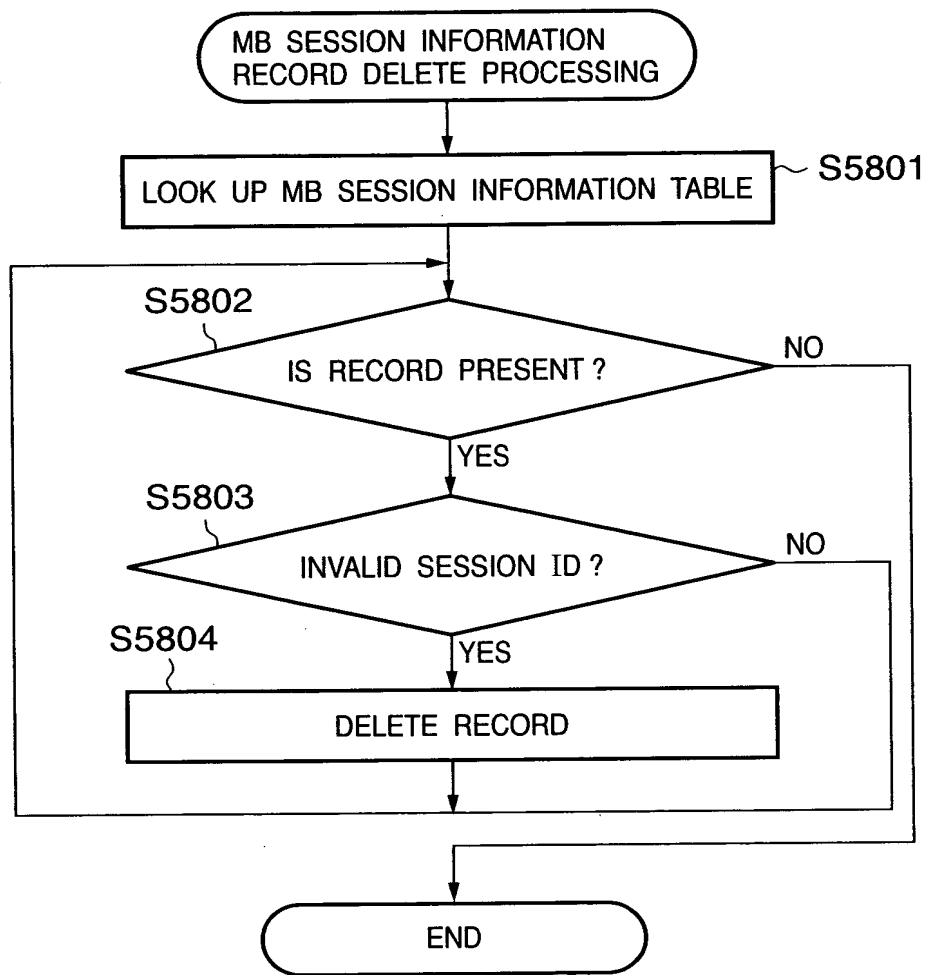 MB SESSION INFORMATION
RECORD DELETE PROCESSING
LOOK UP MB SESSION INFORMATION TABLE
S5801
S5802
IS RECORD PRESENT ?
NO
YES
S5803
INVALID SESSION ID ?
NO
YES
S5804
DELETE RECORD
END